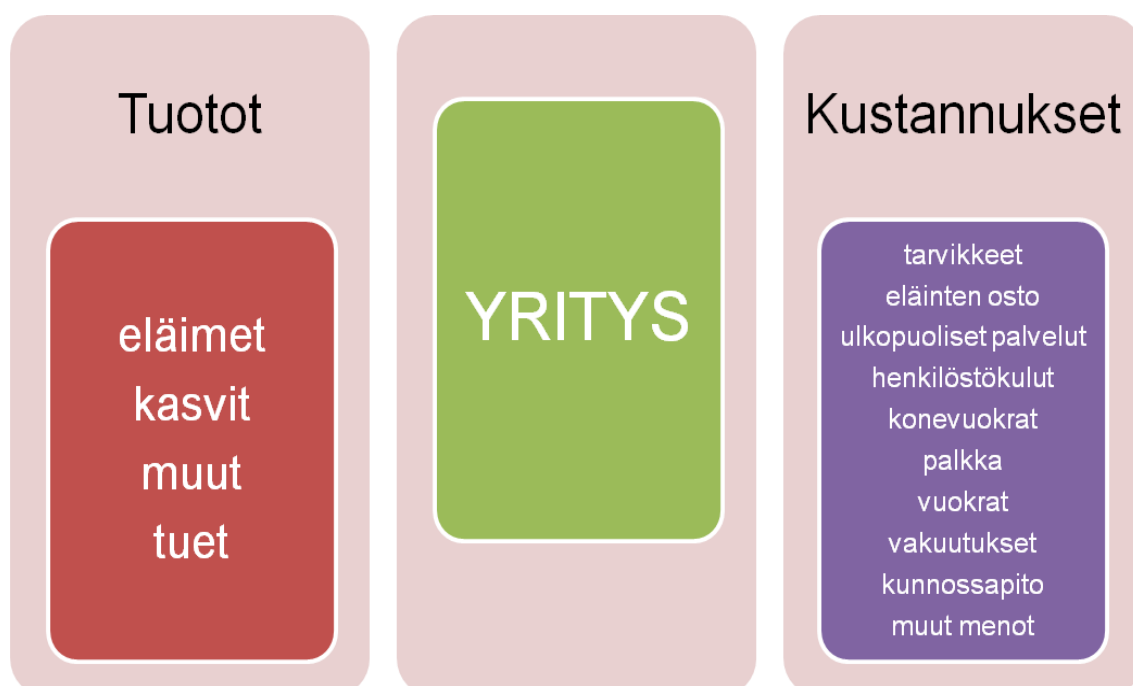 Tuotot
eläimet
kasvit
muut
tuet
YRITYS
Kustannukset
tarvikkeet
eläinten osto
ulkopuoliset palvelut
henkilöstökulut
konevuokrat
palkka
vuokrat
vakuutukset
kunnossapito
muut menot